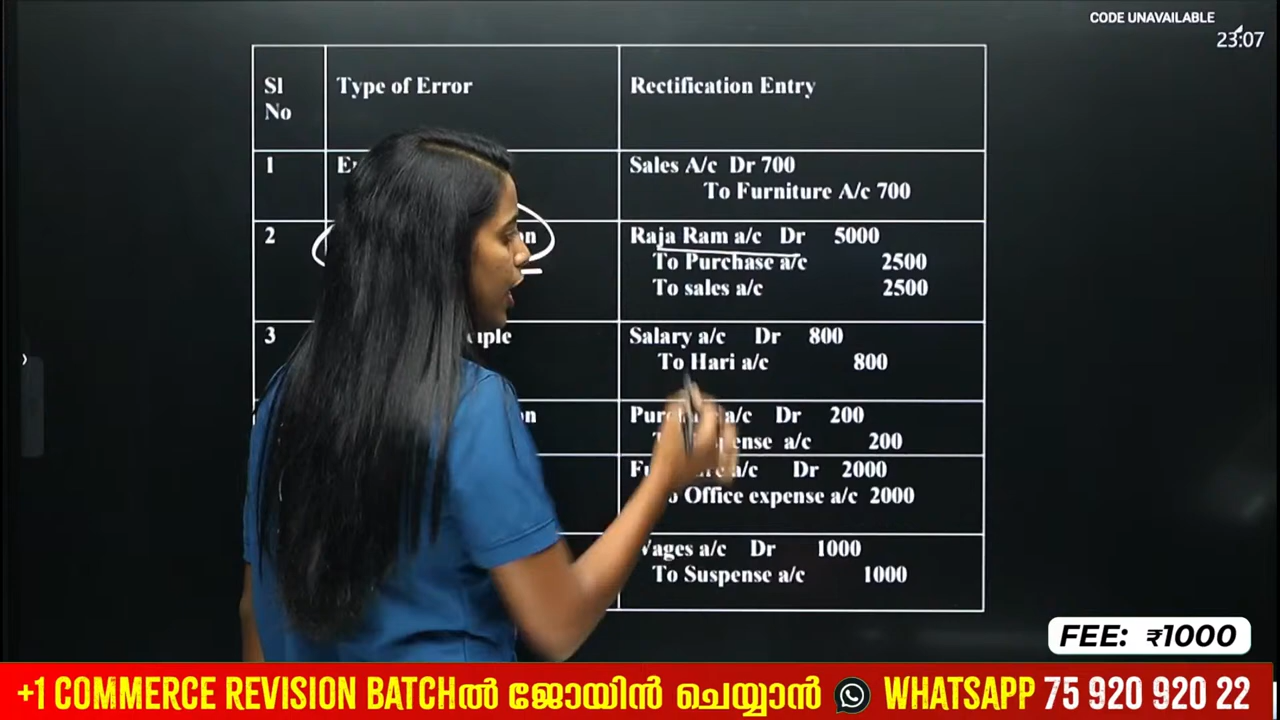 CODE UNAVAILABLE
23:07
Sl No
Type of Error
Rectification Entry
1
Sales A/c Dr 700
To Furniture A/c 700
2
Raja Ram a/c Dr 5000
To Purchase a/c 2500
To sales a/c 2500
3
Salary a/c Dr 800
To Hari a/c 800
a/c Dr 200
a/c 200
a/c Dr 2000
Office expense a/c 2000
Wages a/c Dr 1000
To Suspense a/c 1000
FEE: ₹1000
+1 COMMERCE REVISION BATCHൽ ജോയിൻ ചെയ്യാൻ WHATSAPP 75 920 920 22